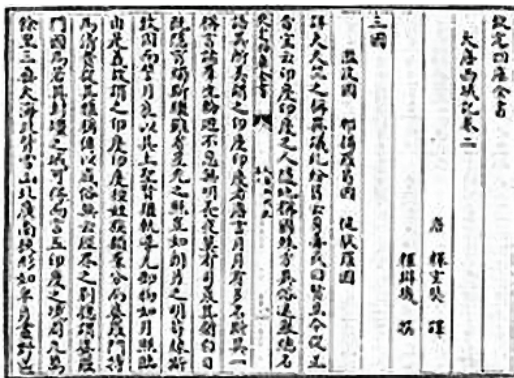 欽定四庫全書
大唐西域記卷二
唐 釋玄奘 譯
釋辯機 撰
三國
濫波國 那揭羅曷國 健馱羅國
詳夫天竺之稱異議糺紛舊云身毒或曰賢豆今從正
音宜云印度印度之人隨地稱國殊方異俗遙舉總名
語其所美謂之印度印度者唐言月月有多名斯其一
稱言諸羣生輪迴不息無明長夜莫有司晨其猶白日
既隱宵燭斯繼雖有星光之照豈如朗月之明苟緣斯
致因而譬月良以其土聖賢繼軌導凡御物如月照臨
由是義故謂之印度印度種姓族類羣分而婆羅門特
為清貴從其雅稱傳以成俗無云經界之別總謂婆羅
門國焉若其封疆之域可得而言五印度之境周九萬
餘里三垂大海北背雪山北廣南狹形如半月畫野區